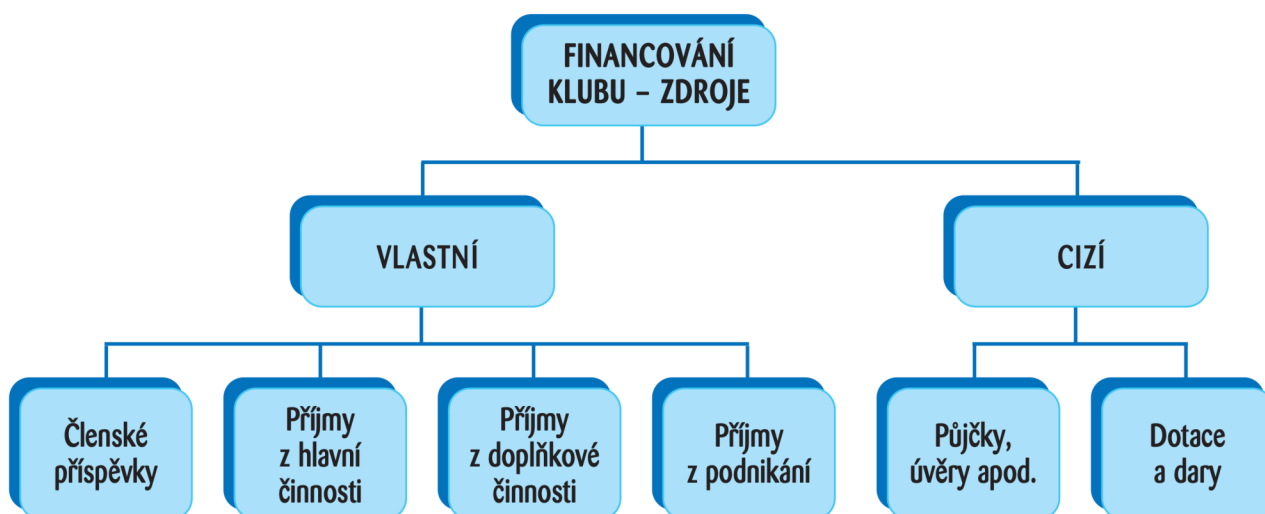 FINANCOVÁNÍ
KLUBU – ZDROJE
VLASTNÍ
CIZÍ
Členské
příspěvky
Příjmy
z hlavní
činnosti
Příjmy
z doplňkové
činnosti
Příjmy
z podnikání
Půjčky,
úvěry apod.
Dotace
a dary